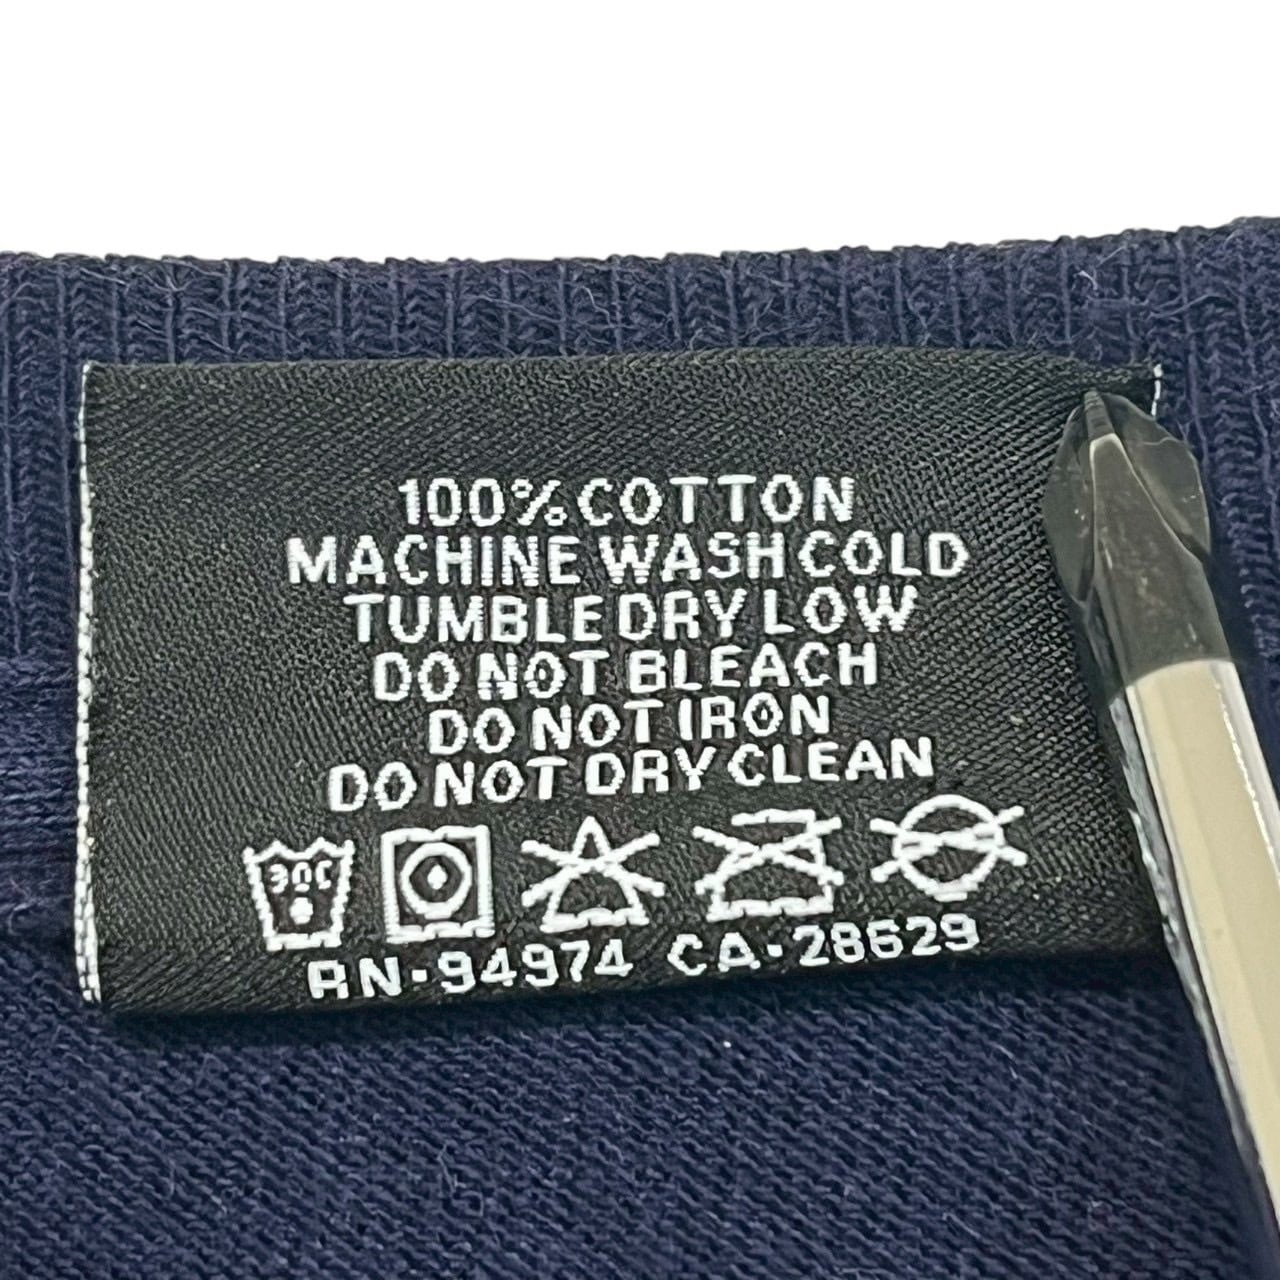 100% COTTON
MACHINE WASH COLD
TUMBLE DRY LOW
DO NOT BLEACH
DO NOT IRON
DO NOT DRY CLEAN
30C
RN·94974 CA·28629